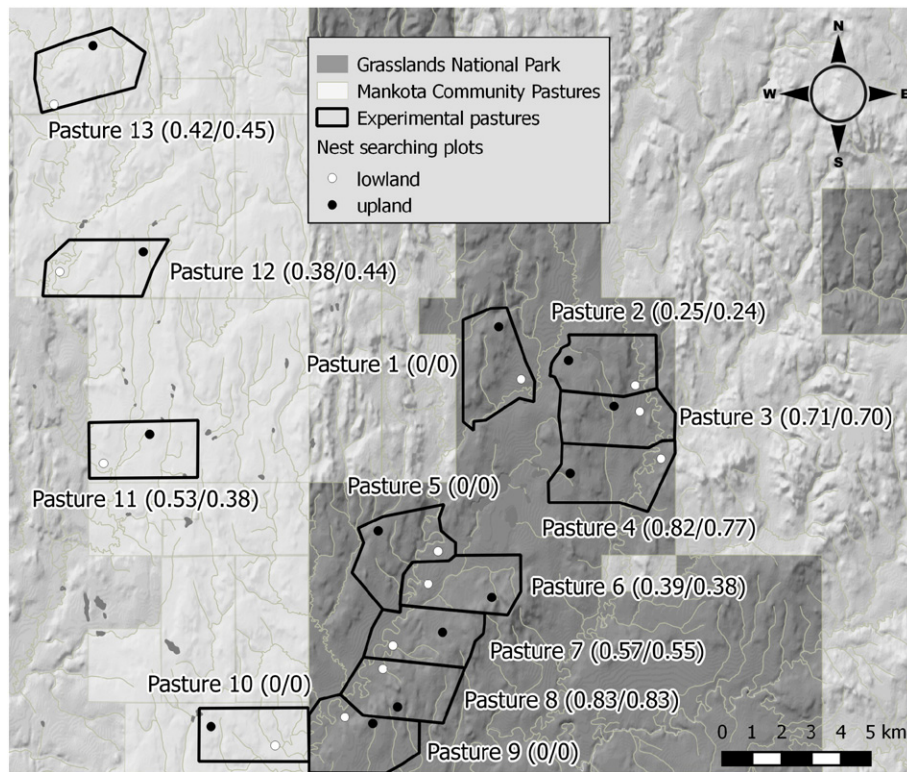 Grasslands National Park
Mankota Community Pastures
Experimental pastures
Nest searching plots
lowland
upland
N
W E
S
Pasture 13 (0.42/0.45)
Pasture 12 (0.38/0.44)
Pasture 2 (0.25/0.24)
Pasture 1 (0/0)
Pasture 3 (0.71/0.70)
Pasture 11 (0.53/0.38)
Pasture 5 (0/0)
Pasture 4 (0.82/0.77)
Pasture 6 (0.39/0.38)
Pasture 7 (0.57/0.55)
Pasture 10 (0/0)
Pasture 8 (0.83/0.83)
Pasture 9 (0/0)
0 1 2 3 4 5 km